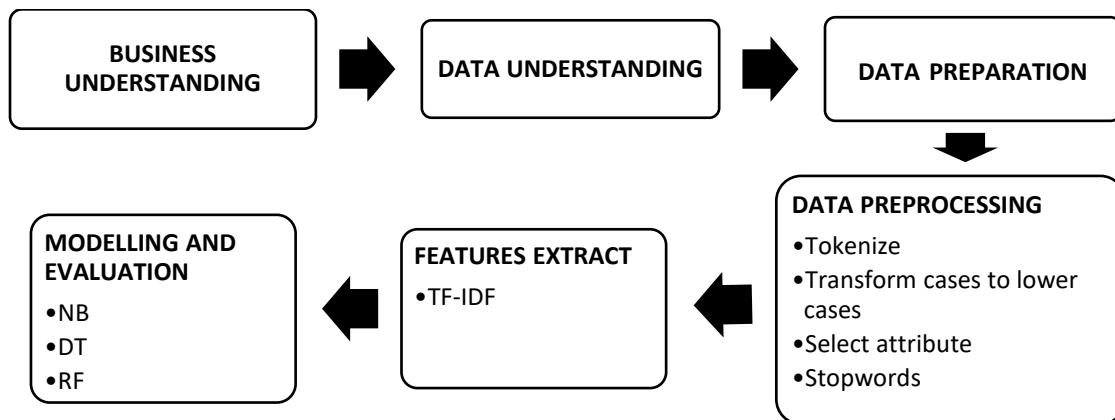 BUSINESS
UNDERSTANDING
DATA UNDERSTANDING
DATA PREPARATION
DATA PREPROCESSING
•Tokenize
•Transform cases to lower
cases
•Select attribute
•Stopwords
FEATURES EXTRACT
•TF-IDF
MODELLING AND
EVALUATION
•NB
•DT
•RF